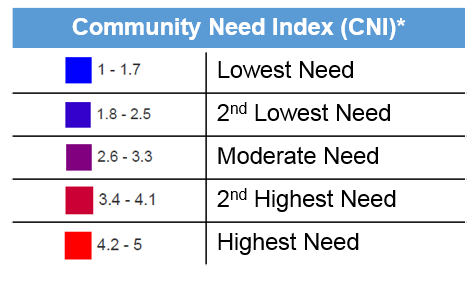 Community Need Index (CNI)*
1 - 1.7 Lowest Need
1.8 - 2.5 2nd Lowest Need
2.6 - 3.3 Moderate Need
3.4 - 4.1 2nd Highest Need
4.2 - 5 Highest Need